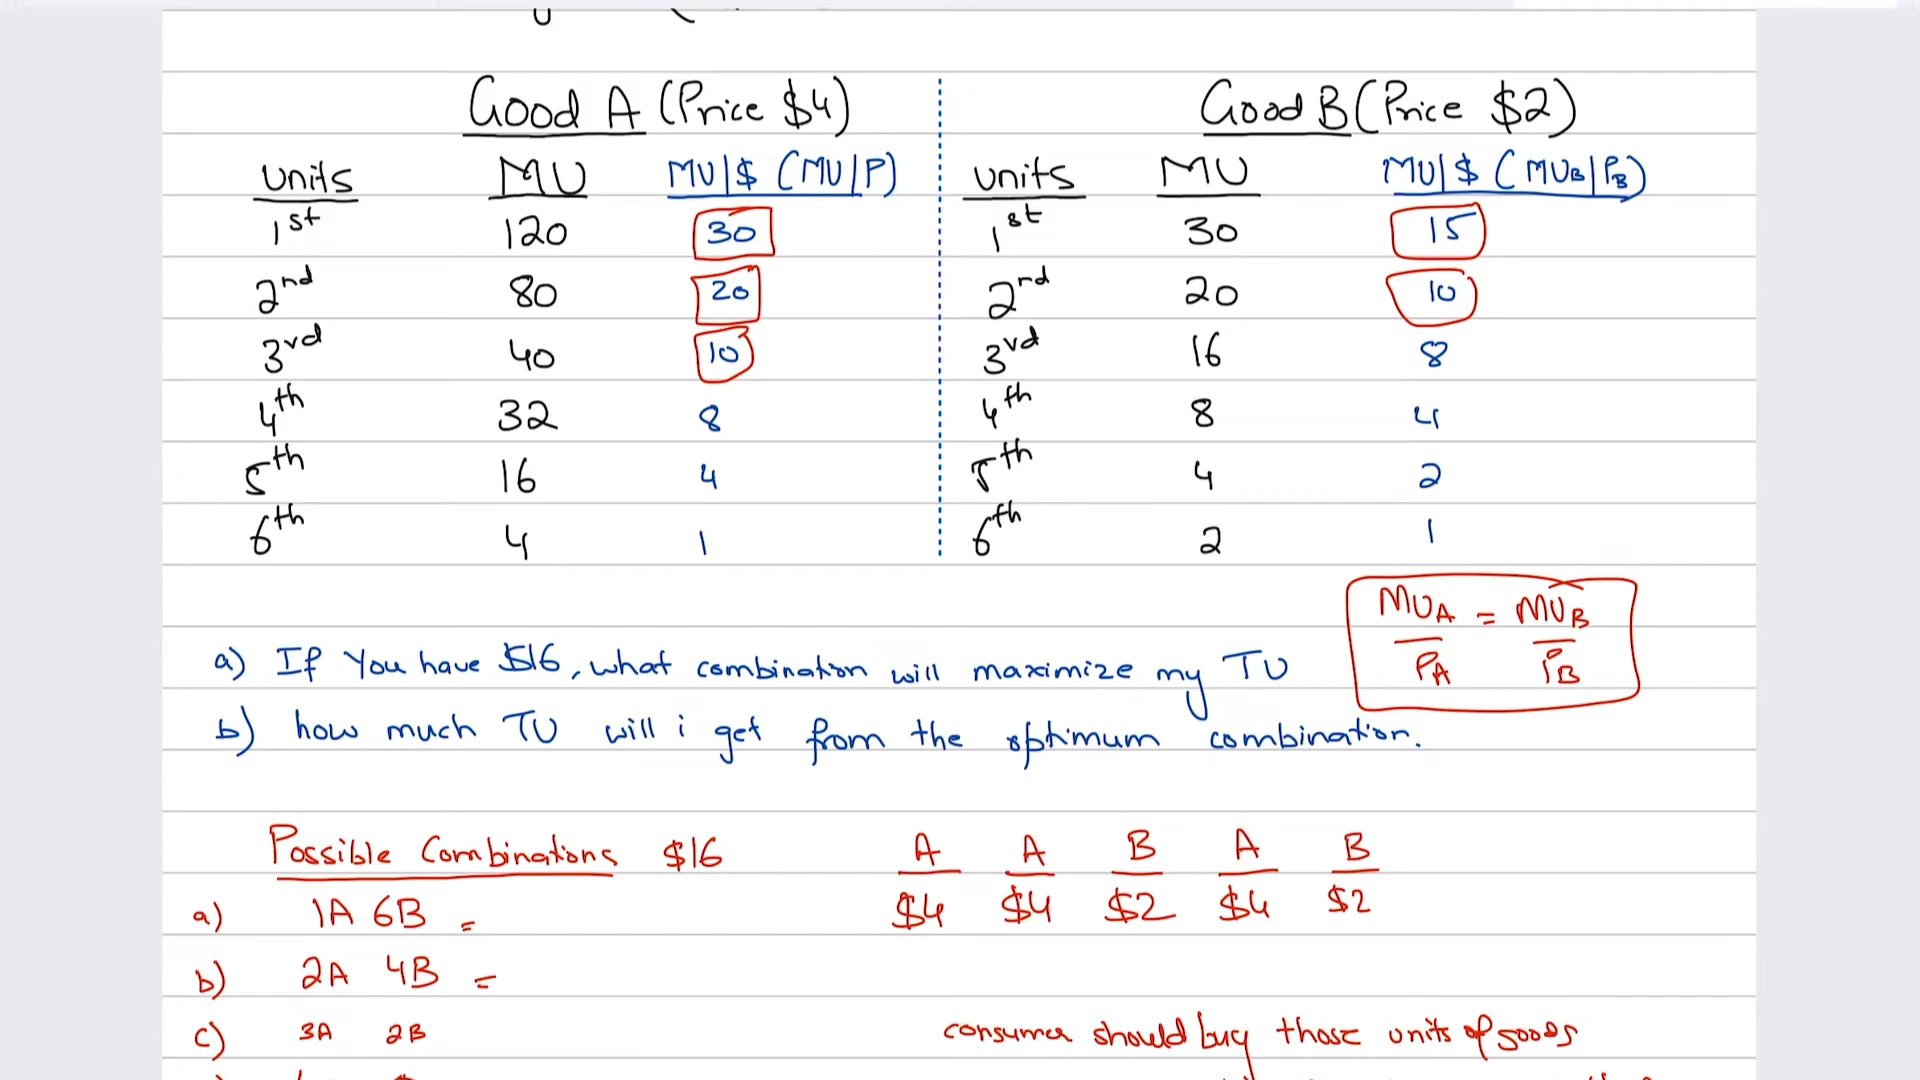 Good A (Price $4) Good B (Price $2)
units MU MU|$ (MU|P) units MU MU|$ (MUB|PB)
1st 120 30 1st 30 15
2nd 80 20 2nd 20 10
3rd 40 10 3rd 16 8
4th 32 8 4th 8 4
5th 16 4 5th 4 2
6th 4 1 6th 2 1
MUA = MUB
PA PB
a) If You have $16, what combination will maximize my TU
b) how much TU will i get from the optimum combination.
Possible Combinations $16 A A B A B
a) 1A 6B = $4 $4 $2 $4 $2
b) 2A 4B =
c) 3A 2B consumer should buy those units of goods